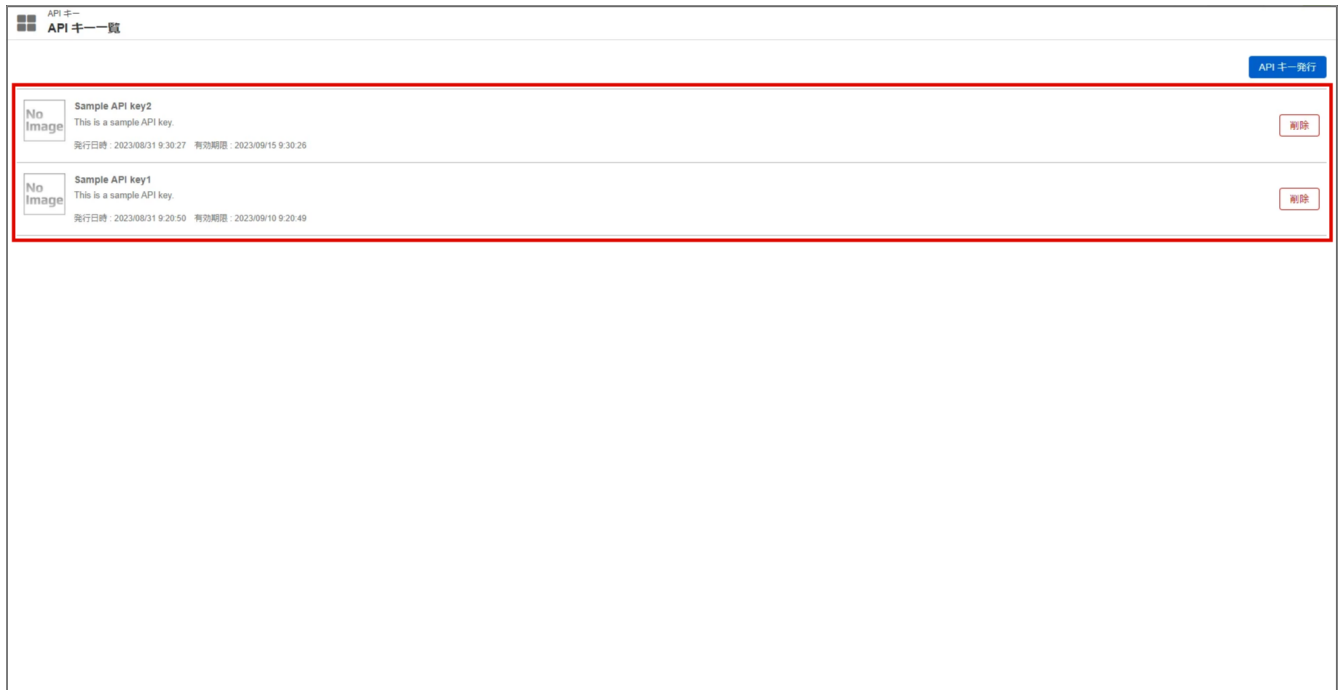 API キー
API キー一覧
API キー発行
No
Image
Sample API key2
This is a sample API key.
発行日時 : 2023/08/31 9:30:27 有効期限 : 2023/09/15 9:30:26
削除
No
Image
Sample API key1
This is a sample API key.
発行日時 : 2023/08/31 9:20:50 有効期限 : 2023/09/10 9:20:49
削除